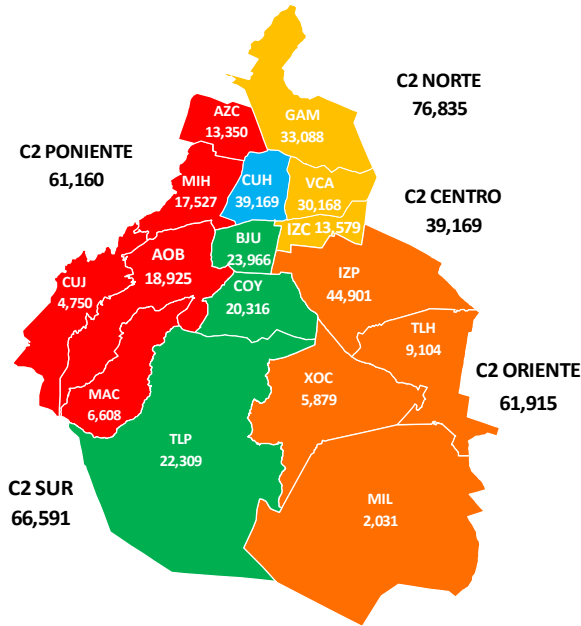 C2 NORTE
76,835
AZC
13,350
GAM
33,088
C2 PONIENTE
61,160
MIH
17,527
CUH
39,169
VCA
30,168
C2 CENTRO
39,169
IZC 13,579
BJU
23,966
AOB
18,925
CUJ
4,750
COY
20,316
IZP
44,901
TLH
9,104
C2 ORIENTE
61,915
XOC
5,879
MAC
6,608
TLP
22,309
C2 SUR
66,591
MIL
2,031